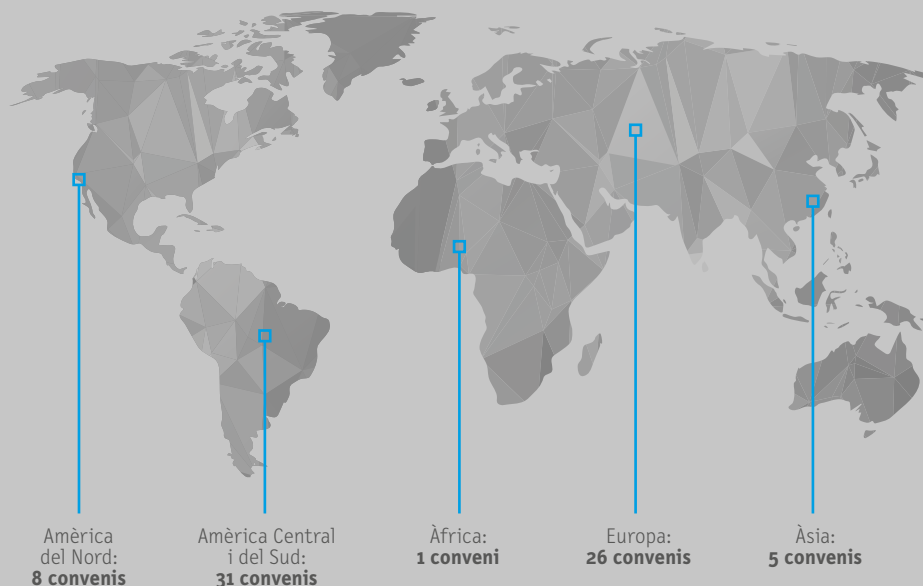 Amèrica
del Nord:
8 convenis
Amèrica Central
i del Sud:
31 convenis
Àfrica:
1 conveni
Europa:
26 convenis
Àsia:
5 convenis